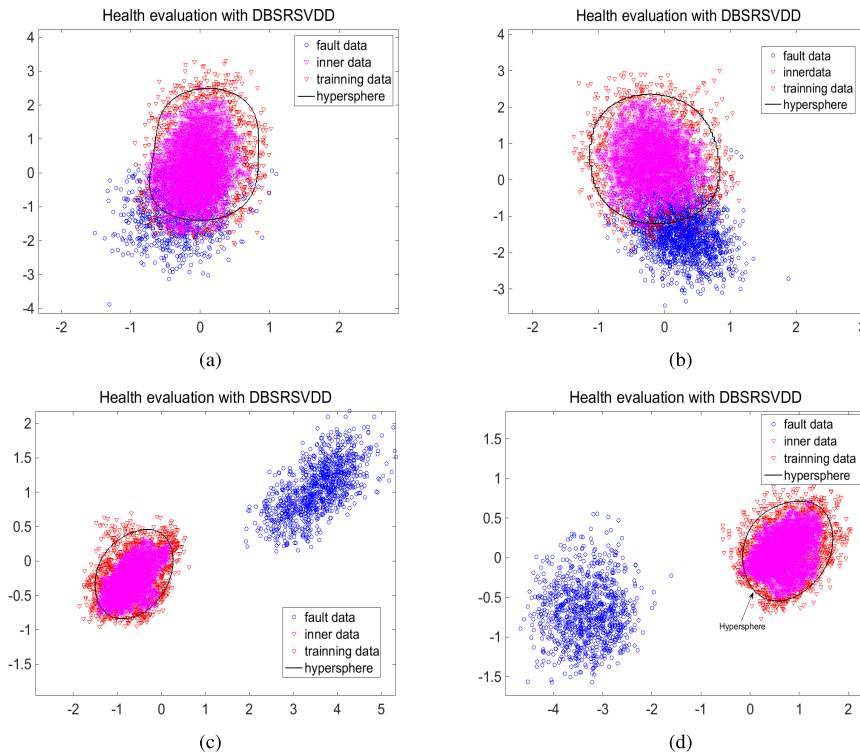 Health evaluation with DBSRSVDD
4
3
2
1
0
-1
-2
-3
-4
-2
-1
0
1
2
fault data
inner data
trainning data
hypersphere
(a)
Health evaluation with DBSRSVDD
4
3
2
1
0
-1
-2
-3
-2
-1
0
1
2
3
fault data
innerdata
trainning data
hypersphere
(b)
Health evaluation with DBSRSVDD
2
1.5
1
0.5
0
-0.5
-1
-1.5
-2
-1
0
1
2
3
4
5
fault data
inner data
trainning data
hypersphere
(c)
Health evaluation with DBSRSVDD
1.5
1
0.5
0
-0.5
-1
-1.5
-4
-3
-2
-1
0
1
2
fault data
inner data
trainning data
hypersphere
Hypersphere
(d)